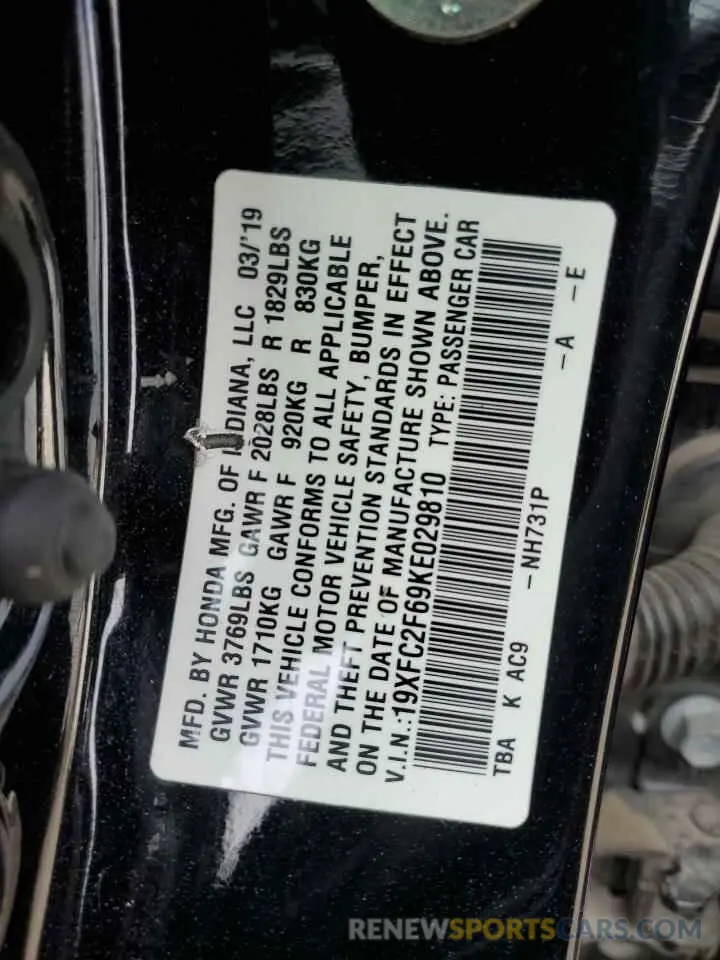 MFD. BY HONDA MFG. OF INDIANA, LLC 03/'19
GVWR 3769LBS GAWR F 2028LBS R 1829LBS
GVWR 1710KG GAWR F 920KG R 830KG
THIS VEHICLE CONFORMS TO ALL APPLICABLE
FEDERAL MOTOR VEHICLE SAFETY, BUMPER,
AND THEFT PREVENTION STANDARDS IN EFFECT
ON THE DATE OF MANUFACTURE SHOWN ABOVE.
V.I.N.:19XFC2F69KE029810 TYPE: PASSENGER CAR
TBA K AC9 -NH731P -A -E
RENEWSPORTSCARS.COM